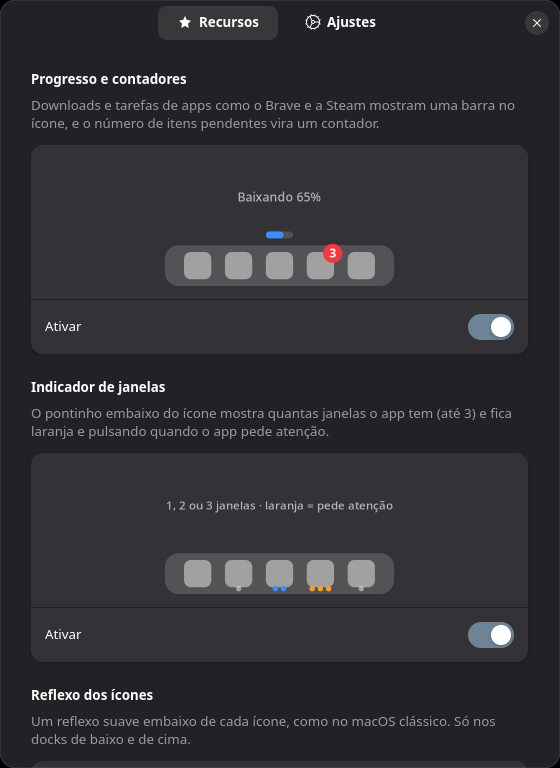 Recursos
Ajustes
Progresso e contadores
Downloads e tarefas de apps como o Brave e a Steam mostram uma barra no
ícone, e o número de itens pendentes vira um contador.
Baixando 65%
3
Ativar
Indicador de janelas
O pontinho embaixo do ícone mostra quantas janelas o app tem (até 3) e fica
laranja e pulsando quando o app pede atenção.
1, 2 ou 3 janelas · laranja = pede atenção
Ativar
Reflexo dos ícones
Um reflexo suave embaixo de cada ícone, como no macOS clássico. Só nos
docks de baixo e de cima.